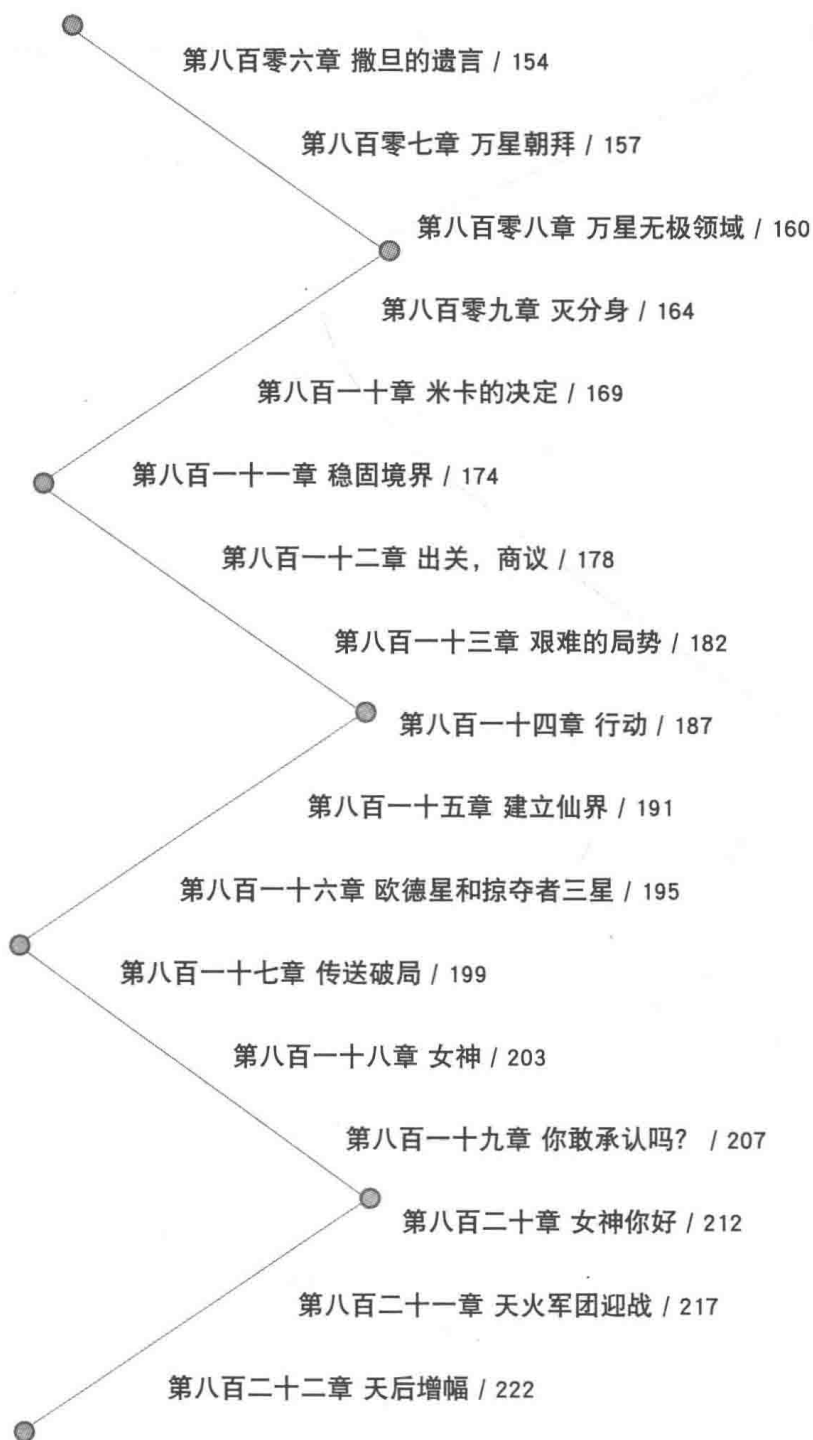 第八百零六章 撒旦的遗言 / 154
第八百零七章 万星朝拜 / 157
第八百零八章 万星无极领域 / 160
第八百零九章 灭分身 / 164
第八百一十章 米卡的决定 / 169
第八百一十一章 稳固境界 / 174
第八百一十二章 出关，商议 / 178
第八百一十三章 艰难的局势 / 182
第八百一十四章 行动 / 187
第八百一十五章 建立仙界 / 191
第八百一十六章 欧德星和掠夺者三星 / 195
第八百一十七章 传送破局 / 199
第八百一十八章 女神 / 203
第八百一十九章 你敢承认吗？ / 207
第八百二十章 女神你好 / 212
第八百二十一章 天火军团迎战 / 217
第八百二十二章 天后增幅 / 222